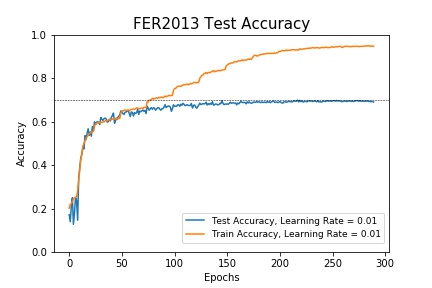 FER2013 Test Accuracy
1.0
0.8
0.6
0.4
0.2
0.0
Accuracy
Test Accuracy, Learning Rate = 0.01
Train Accuracy, Learning Rate = 0.01
0 50 100 150 200 250 300
Epochs